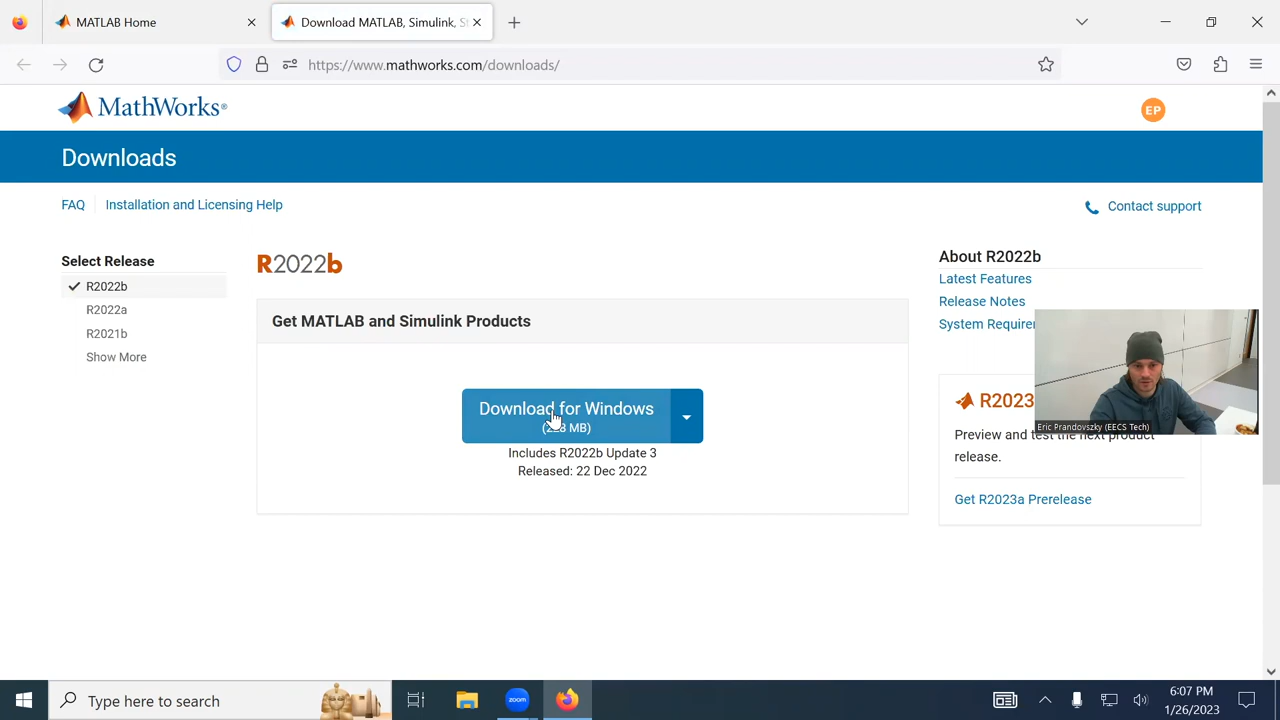 MATLAB Home
Download MATLAB, Simulink, S
https://www.mathworks.com/downloads/
MathWorks®
EP
Downloads
FAQ
Installation and Licensing Help
Contact support
Select Release
R2022b
R2022a
R2021b
Show More
R2022b
Get MATLAB and Simulink Products
Download for Windows
MB)
Includes R2022b Update 3
Released: 22 Dec 2022
About R2022b
Latest Features
Release Notes
System Require
R2023
Preview and test the next product
release.
Get R2023a Prerelease
Eric Prandovszky (EECS Tech)
Type here to search
zoom
6:07 PM
1/26/2023